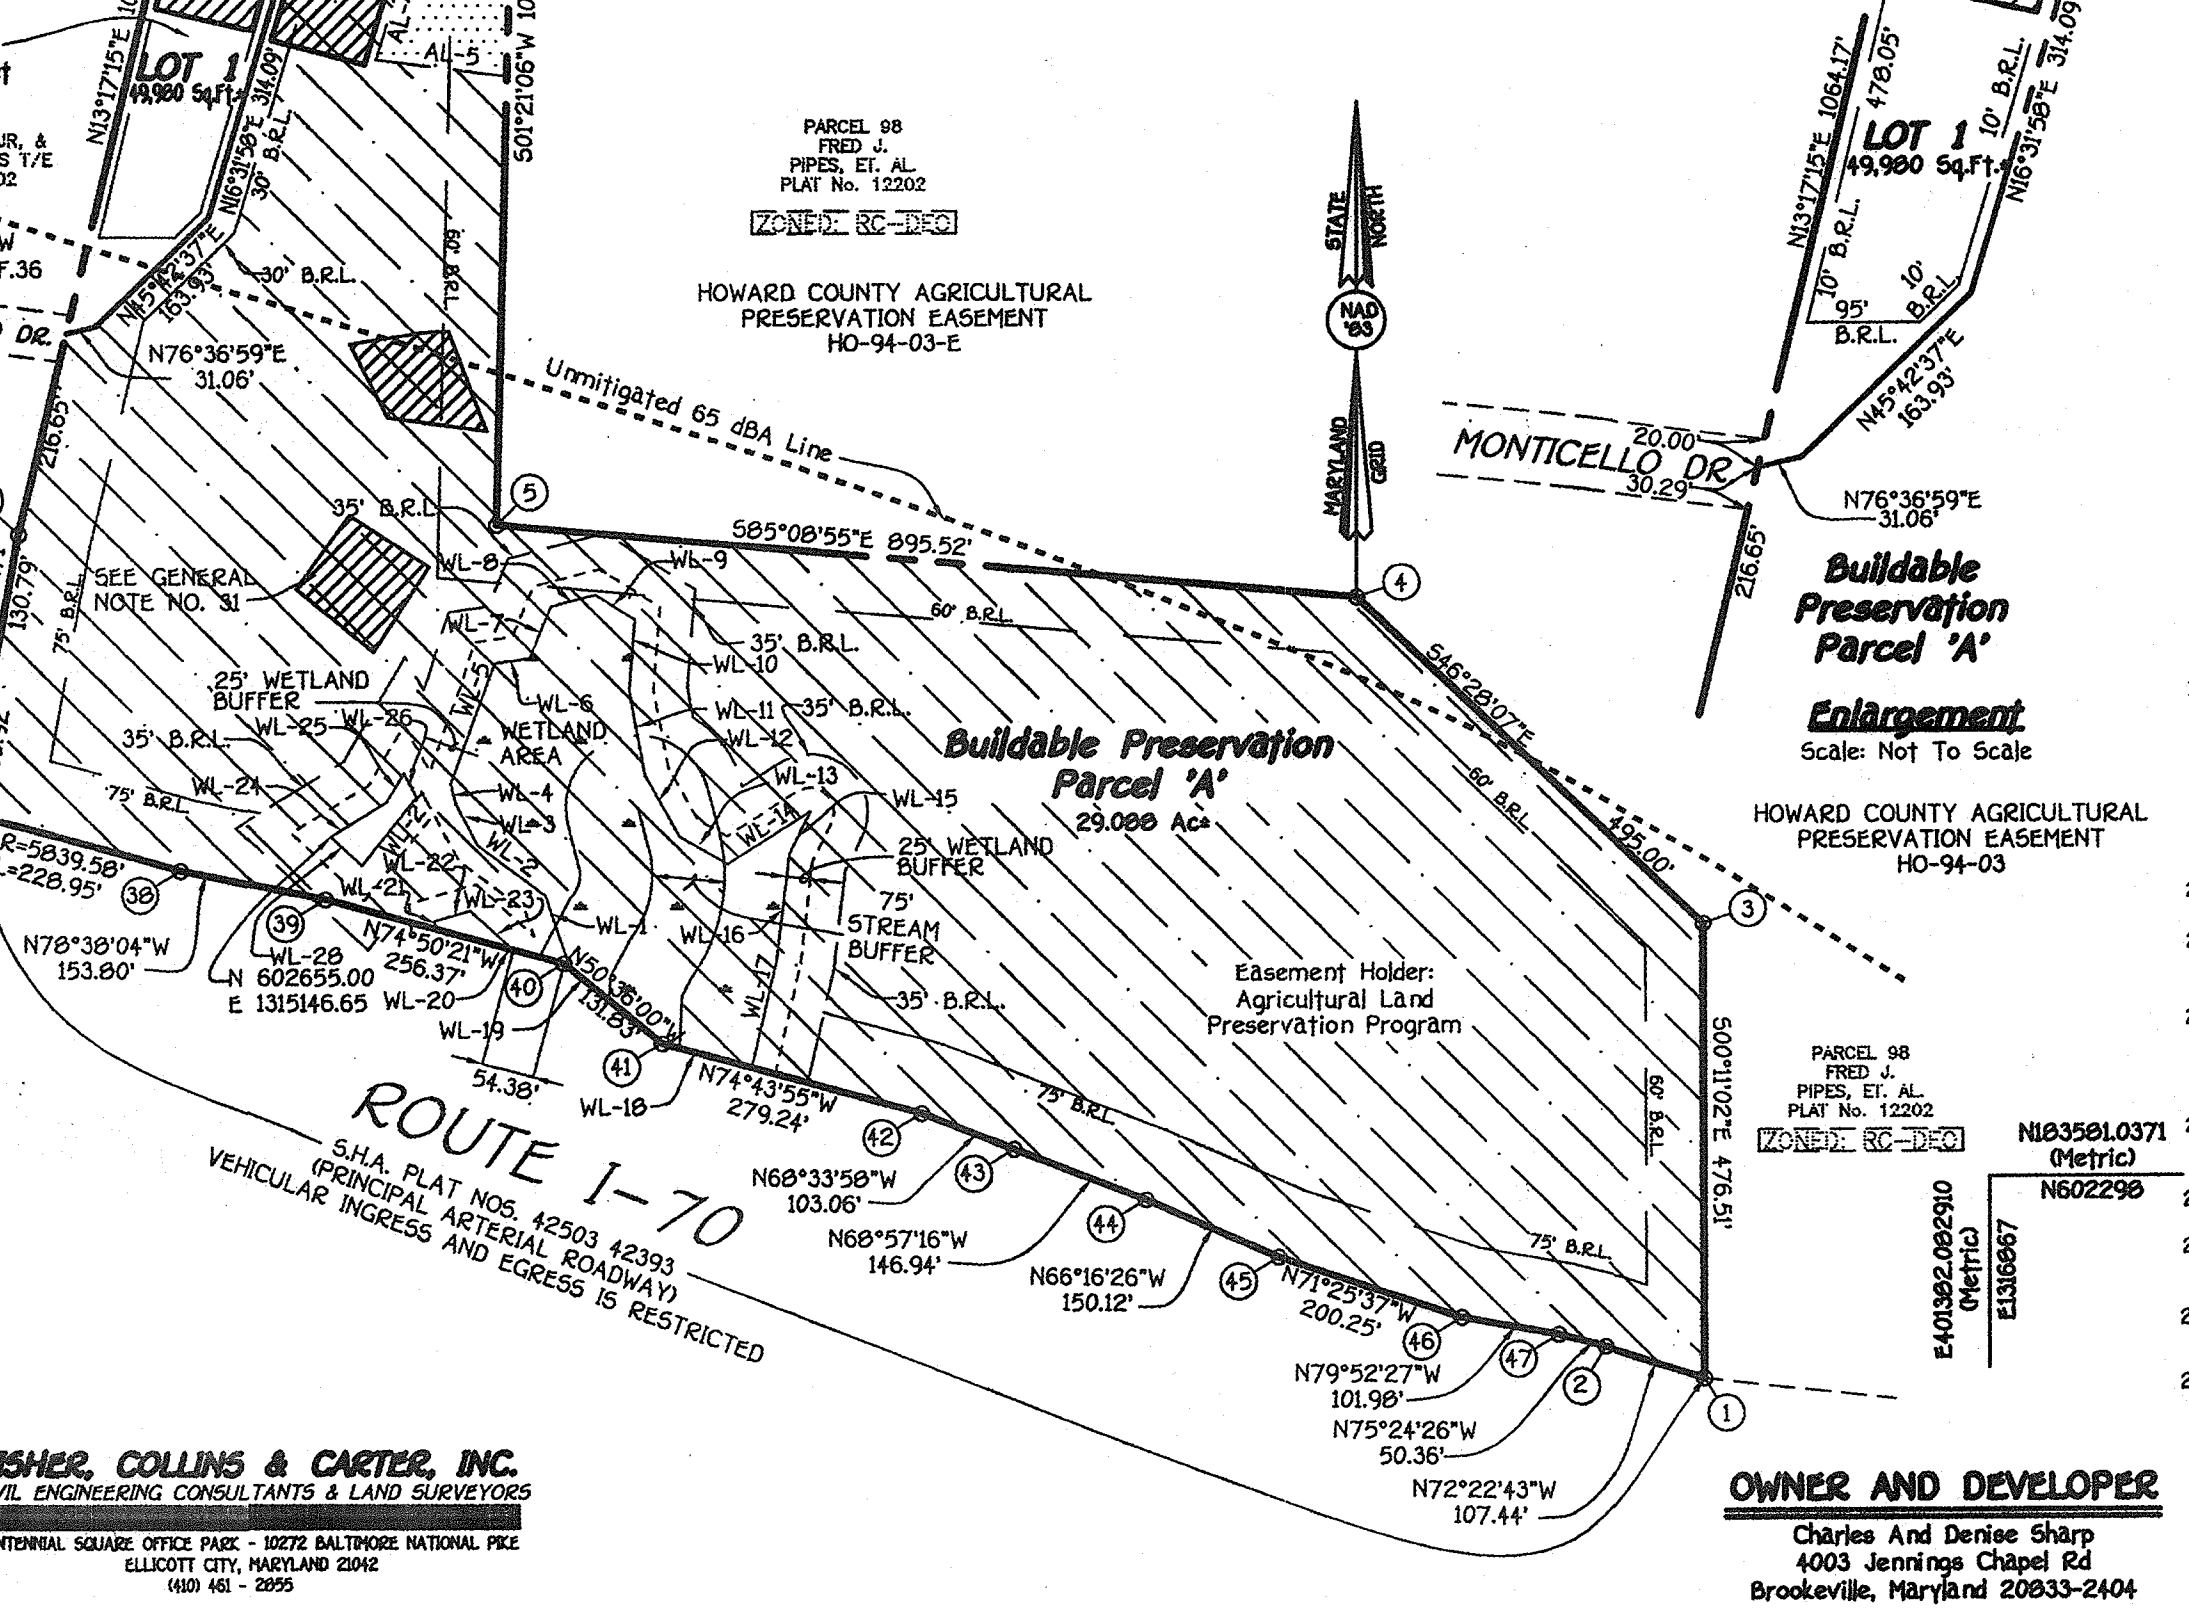 LOT 1
49,980 Sq.Ft.±
N13°17'15"E
N16°31'58"E 314.09'
30' B.R.L.
AL-5
S01°21'06"W
60' B.R.L.
JR, &
S T/E
F.36
DR.
N45°42'37"E
163.93'
30' B.R.L.
N76°36'59"E
31.06'
216.65'
130.79'
75' B.R.L.
PARCEL 98
FRED J.
PIPES, ET. AL.
PLAT No. 12202
ZONED: RC-DEO
HOWARD COUNTY AGRICULTURAL
PRESERVATION EASEMENT
HO-94-03-E
Unmitigated 65 dBA Line
STATE
NORTH
NAD
'83
MARYLAND
GRID
N13°17'15"E 1064.17'
478.05'
LOT 1
49,980 Sq.Ft.±
10' B.R.L.
N16°31'58"E 314.09'
10' B.R.L.
10'
B.R.L.
95'
B.R.L.
N45°42'37"E
163.93'
MONTICELLO DR.
20.00'
30.29'
N76°36'59"E
31.06'
216.65'
Buildable
Preservation
Parcel 'A'
Enlargement
Scale: Not To Scale
HOWARD COUNTY AGRICULTURAL
PRESERVATION EASEMENT
HO-94-03
5
35' B.R.L.
S85°08'55"E 895.52'
4
WL-8
WL-9
60' B.R.L.
SEE GENERAL
NOTE NO. 31
WL-7
35' B.R.L.
WL-10
S46°28'07"E
495.00'
25' WETLAND
BUFFER
WL-5
WL-6
WL-11
35' B.R.L.
WL-25
WL-26
WETLAND
AREA
WL-12
35' B.R.L.
Buildable Preservation
Parcel 'A'
29.088 Ac±
60' B.R.L.
WL-13
WL-24
75' B.R.L.
WL-4
WL-15
WL-3
WL-14
WL-2
25' WETLAND
BUFFER
R=5839.58'
L=228.95'
38
WL-22
WL-21
WL-23
75'
STREAM
BUFFER
3
39
N74°50'21"W
256.37'
WL-1
WL-16
N78°38'04"W
153.80'
WL-28
N 602655.00
E 1315146.65
WL-20
40
N50°36'00"W
131.83'
WL-17
35' B.R.L.
WL-19
Easement Holder:
Agricultural Land
Preservation Program
S00°11'02"E 476.51'
60' B.R.L.
54.38'
41
WL-18
N74°43'55"W
279.24'
75' B.R.L.
PARCEL 98
FRED J.
PIPES, ET. AL.
PLAT No. 12202
ZONED: RC-DEO
N183581.0371
(Metric)
N602298
E401382.082910
(Metric)
E1316867
ROUTE I-70
S.H.A. PLAT NOS. 42503 42393
(PRINCIPAL ARTERIAL ROADWAY)
VEHICULAR INGRESS AND EGRESS IS RESTRICTED
42
N68°33'58"W
103.06'
43
N68°57'16"W
146.94'
44
N66°16'26"W
150.12'
45
N71°25'37"W
200.25'
75' B.R.L.
46
N79°52'27"W
101.98'
47
N75°24'26"W
50.36'
2
N72°22'43"W
107.44'
1
FISHER, COLLINS & CARTER, INC.
CIVIL ENGINEERING CONSULTANTS & LAND SURVEYORS
CENTENNIAL SQUARE OFFICE PARK - 10272 BALTIMORE NATIONAL PIKE
ELLICOTT CITY, MARYLAND 21042
(410) 461 - 2855
OWNER AND DEVELOPER
Charles And Denise Sharp
4003 Jennings Chapel Rd
Brookeville, Maryland 20833-2404